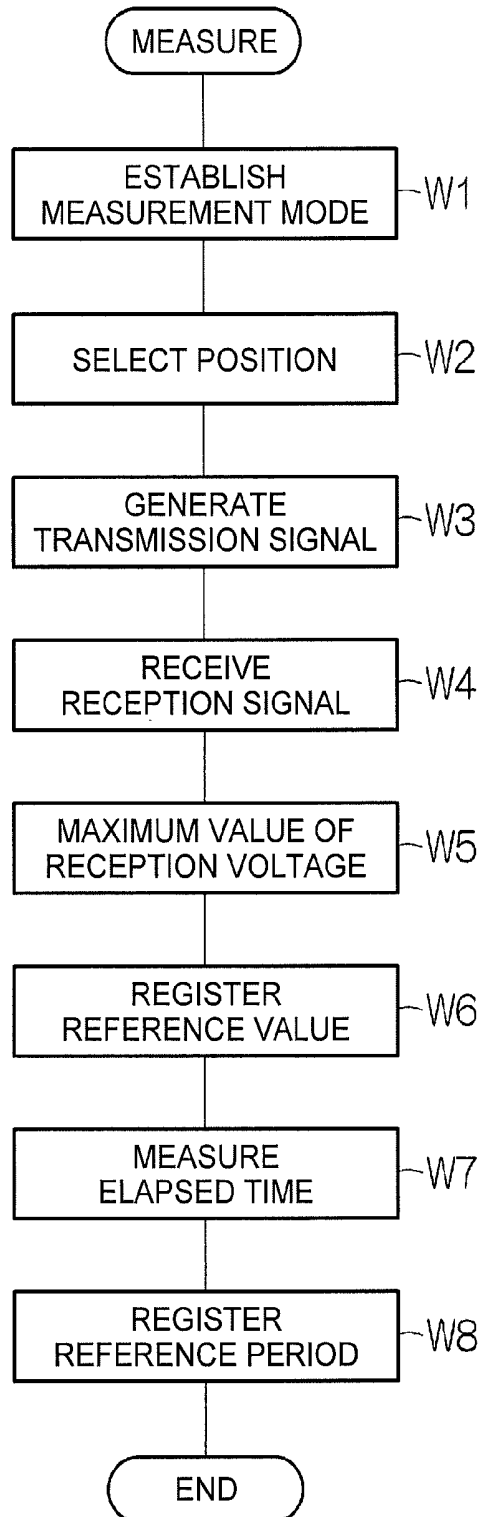 MEASURE
ESTABLISH
MEASUREMENT MODE
W1
SELECT POSITION
W2
GENERATE
TRANSMISSION SIGNAL
W3
RECEIVE
RECEPTION SIGNAL
W4
MAXIMUM VALUE OF
RECEPTION VOLTAGE
W5
REGISTER
REFERENCE VALUE
W6
MEASURE
ELAPSED TIME
W7
REGISTER
REFERENCE PERIOD
W8
END